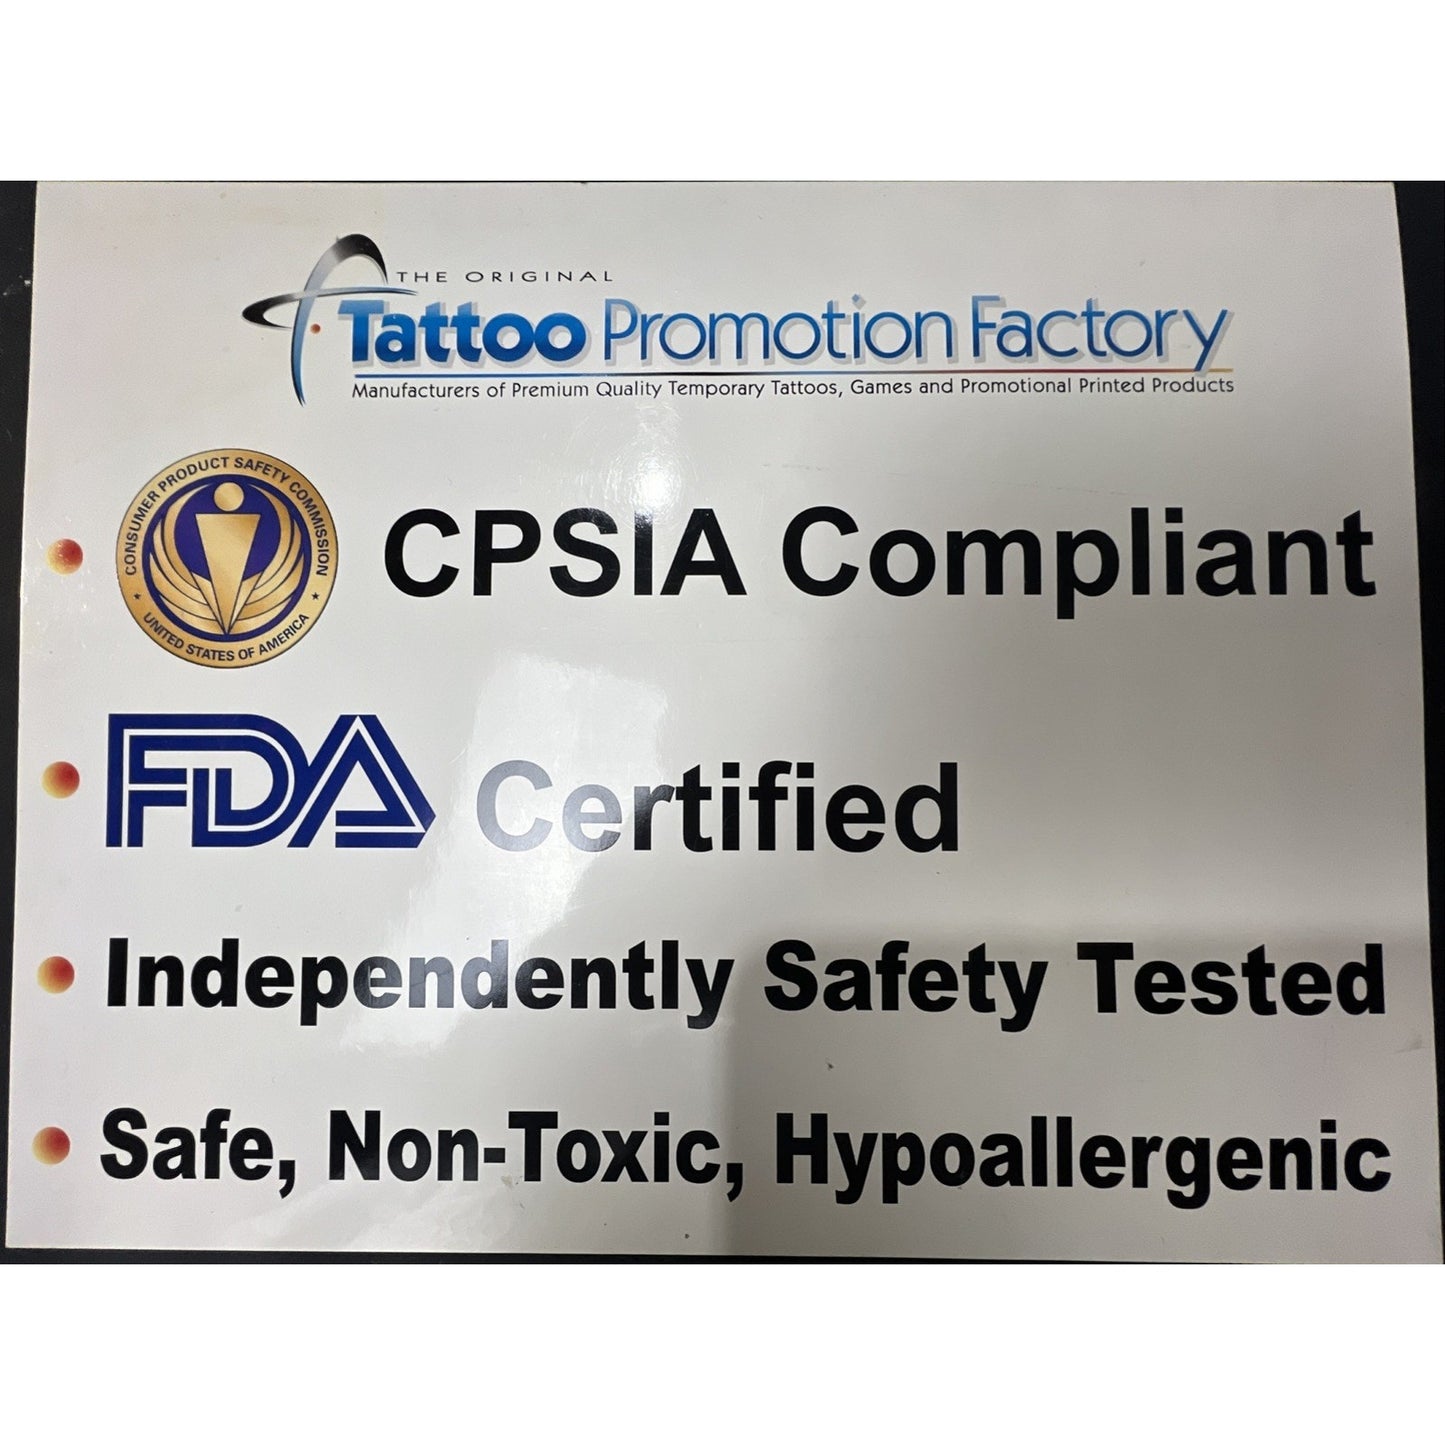 THE ORIGINAL
Tattoo Promotion Factory
Manufacturers of Premium Quality Temporary Tattoos, Games and Promotional Printed Products
CONSUMER PRODUCT SAFETY COMMISSION
UNITED STATES OF AMERICA
CPSIA Compliant
FDA Certified
Independently Safety Tested
Safe, Non-Toxic, Hypoallergenic